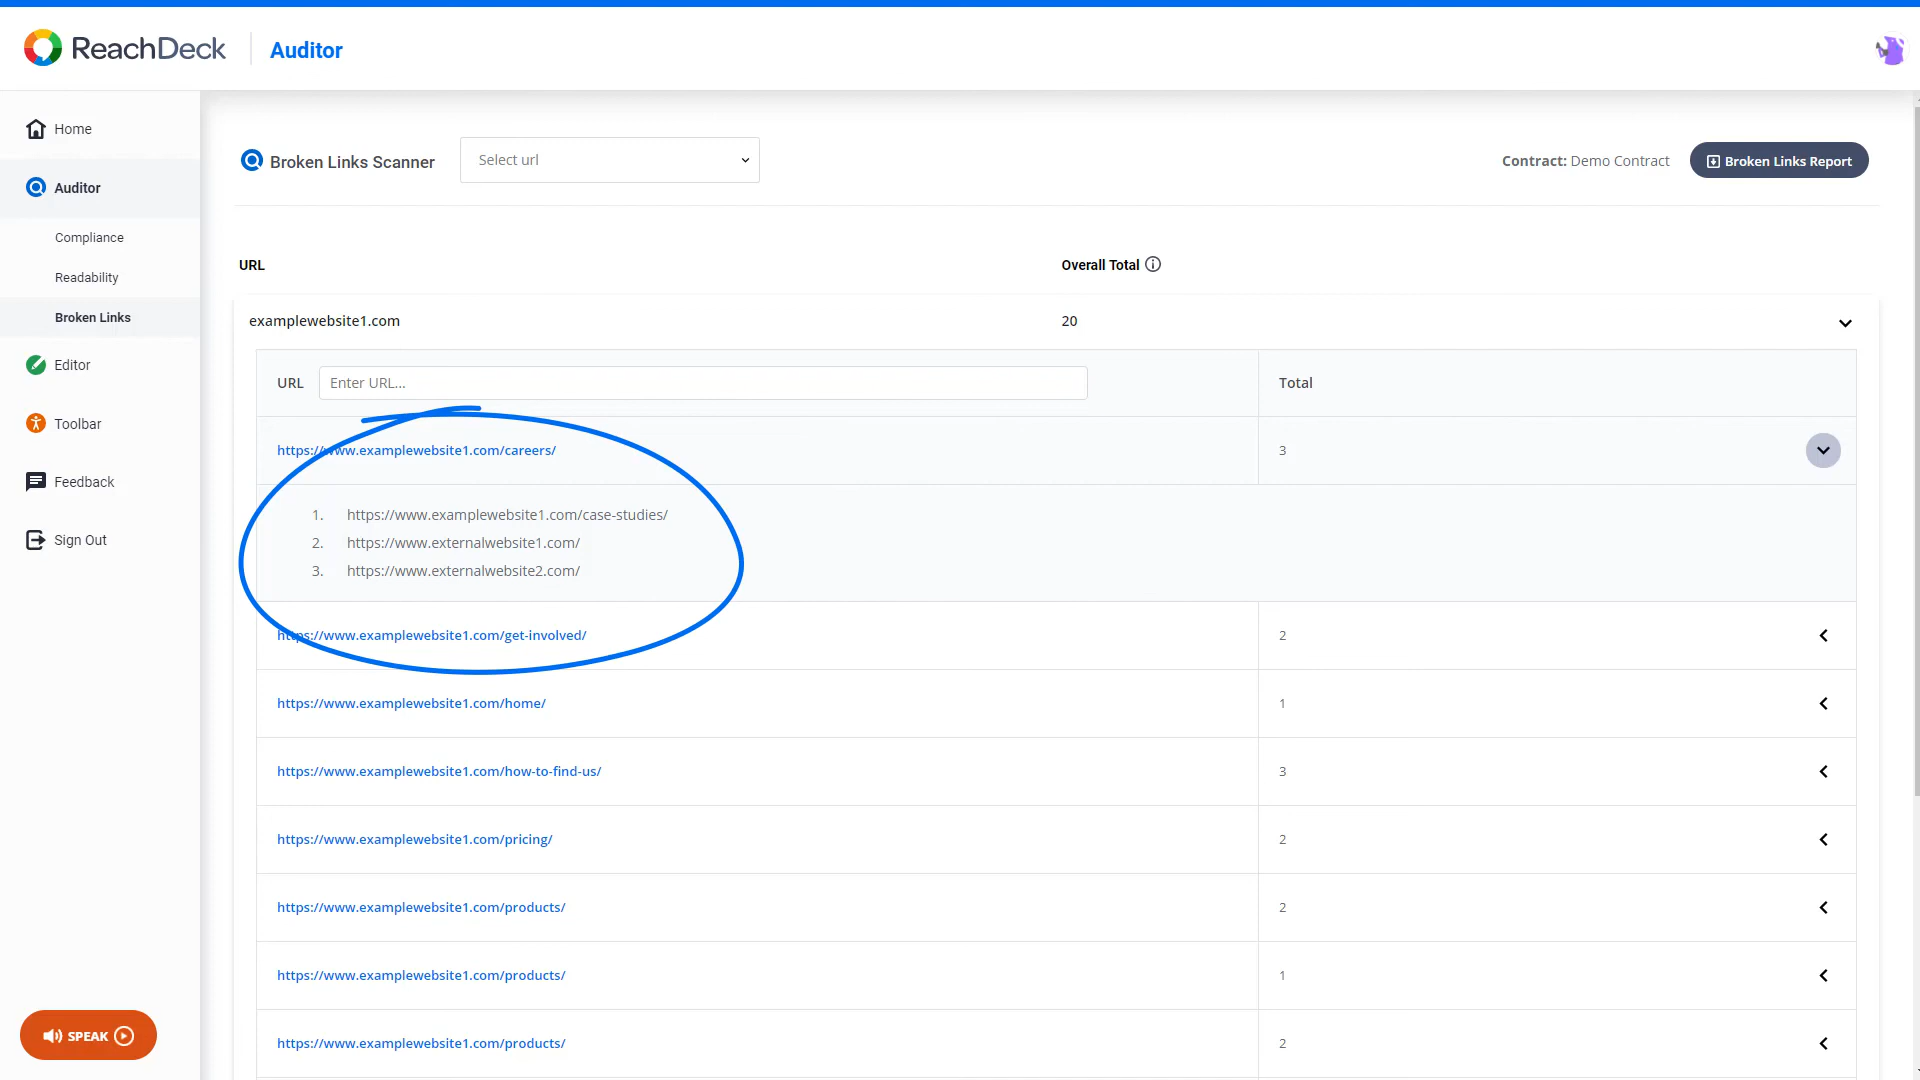 ReachDeck
Auditor
Home
Auditor
Compliance
Readability
Broken Links
Editor
Toolbar
Feedback
Sign Out
SPEAK
Broken Links Scanner
Select url
Contract: Demo Contract
Broken Links Report
URL Overall Total
examplewebsite1.com 20
URL Enter URL... Total
https://www.examplewebsite1.com/careers/ 3
1. https://www.examplewebsite1.com/case-studies/
2. https://www.externalwebsite1.com/
3. https://www.externalwebsite2.com/
https://www.examplewebsite1.com/get-involved/ 2
https://www.examplewebsite1.com/home/ 1
https://www.examplewebsite1.com/how-to-find-us/ 3
https://www.examplewebsite1.com/pricing/ 2
https://www.examplewebsite1.com/products/ 2
https://www.examplewebsite1.com/products/ 1
https://www.examplewebsite1.com/products/ 2